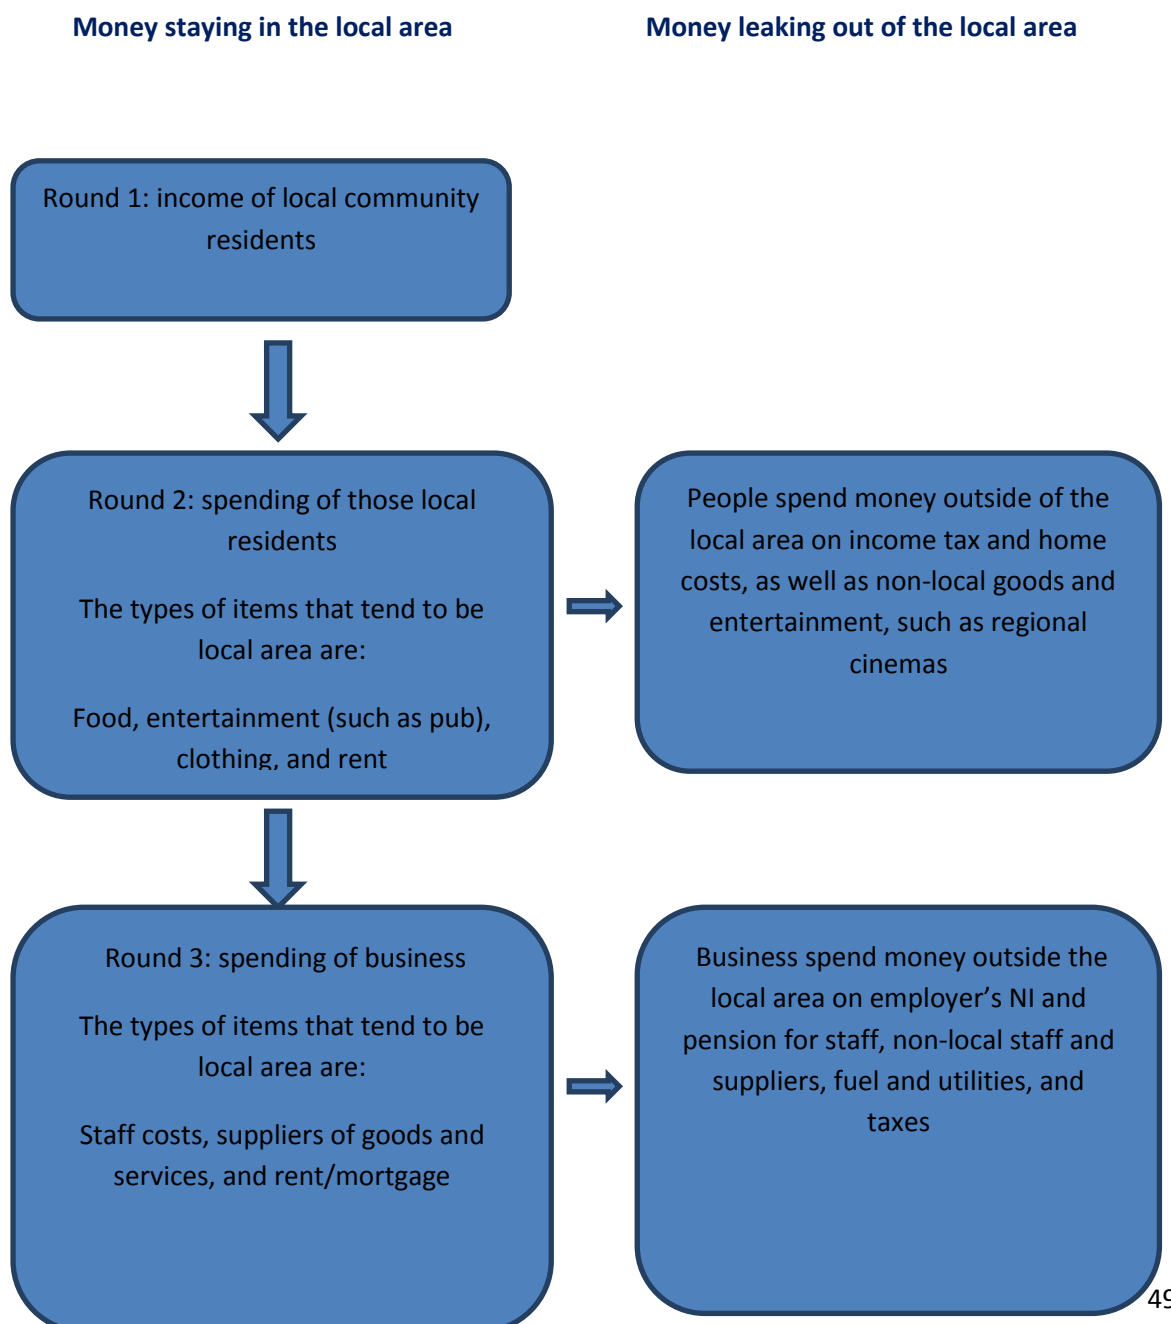 Money staying in the local area
Money leaking out of the local area
Round 1: income of local community
residents
Round 2: spending of those local
residents
The types of items that tend to be
local area are:
Food, entertainment (such as pub),
clothing, and rent
People spend money outside of the
local area on income tax and home
costs, as well as non-local goods and
entertainment, such as regional
cinemas
Round 3: spending of business
The types of items that tend to be
local area are:
Staff costs, suppliers of goods and
services, and rent/mortgage
Business spend money outside the
local area on employer’s NI and
pension for staff, non-local staff and
suppliers, fuel and utilities, and
taxes
49